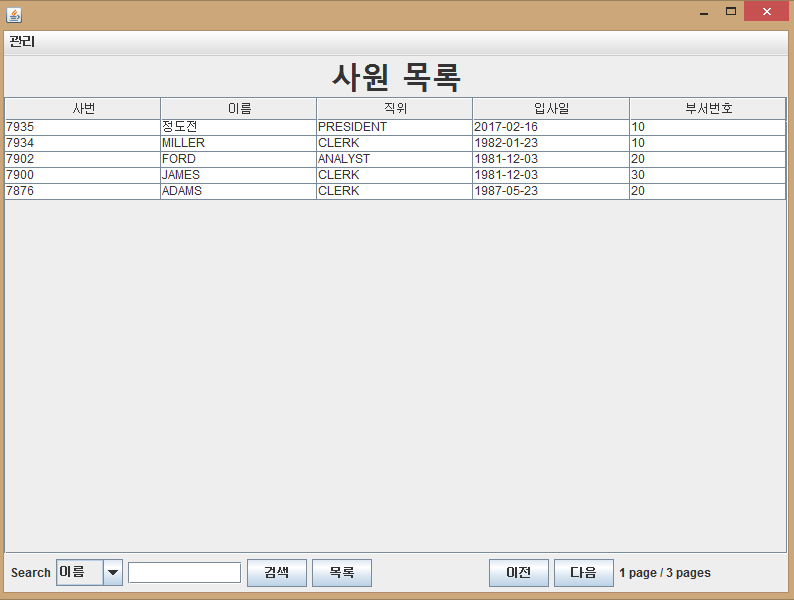 관리
사원 목록
사번 이름 직위 입사일 부서번호
7935 정도전 PRESIDENT 2017-02-16 10
7934 MILLER CLERK 1982-01-23 10
7902 FORD ANALYST 1981-12-03 20
7900 JAMES CLERK 1981-12-03 30
7876 ADAMS CLERK 1987-05-23 20
Search 이름 검색 목록 이전 다음 1 page / 3 pages